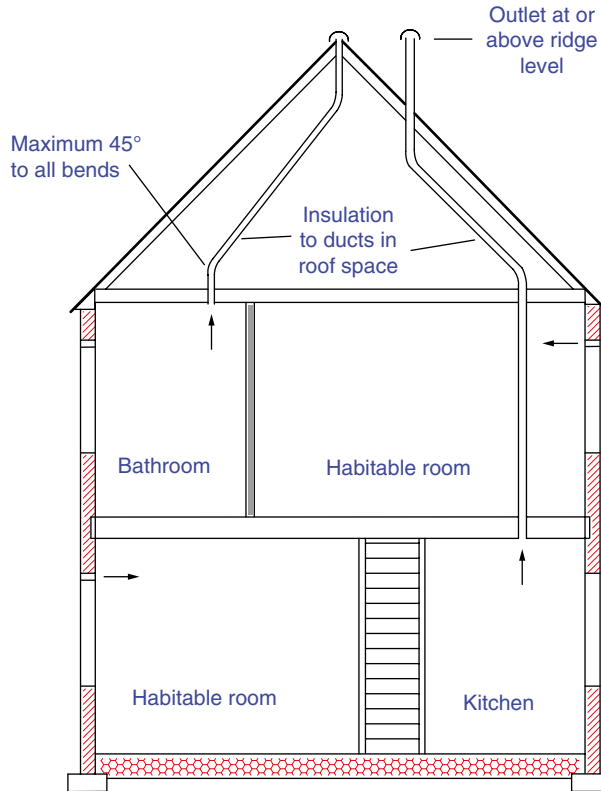 Outlet at or
above ridge
level
Maximum 45°
to all bends
Insulation
to ducts in
roof space
Bathroom
Habitable room
Habitable room
Kitchen